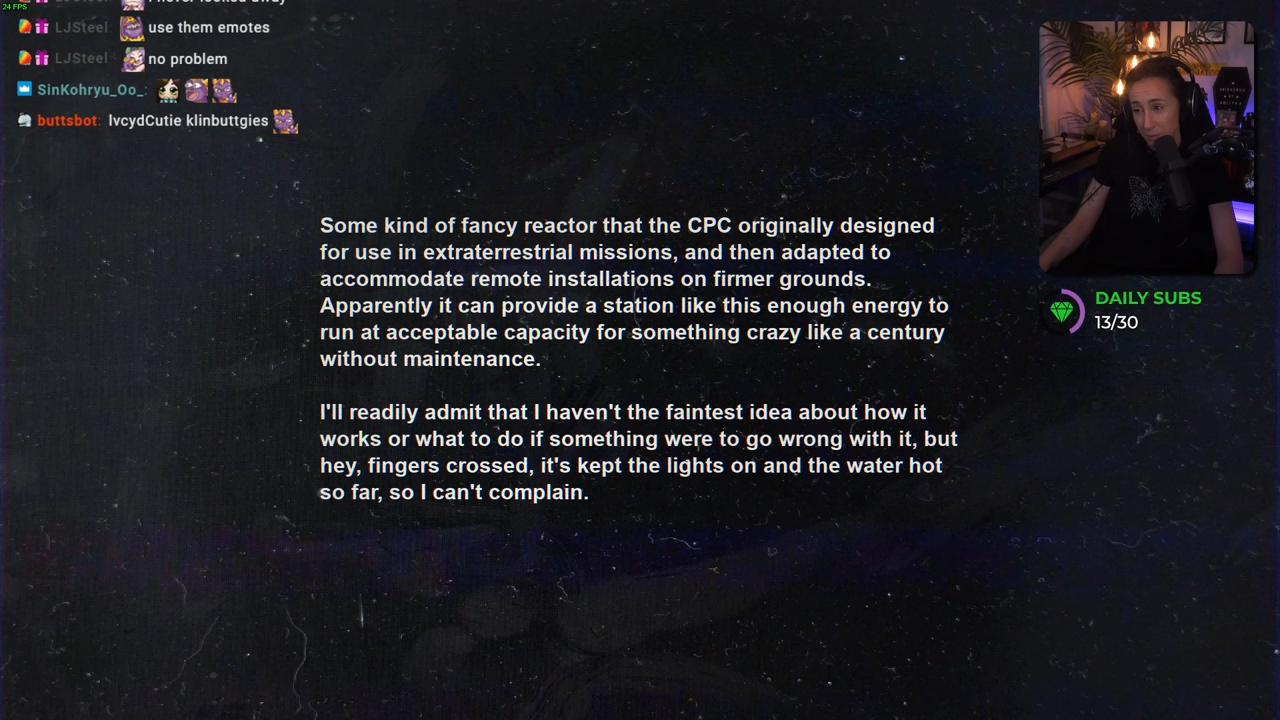 24 FPS
LJSteel: use them emotes
LJSteel: no problem
SinKohryu_Oo_:
buttsbot: lvcydCutie klinbuttgies
DAILY SUBS
13/30
Some kind of fancy reactor that the CPC originally designed
for use in extraterrestrial missions, and then adapted to
accommodate remote installations on firmer grounds.
Apparently it can provide a station like this enough energy to
run at acceptable capacity for something crazy like a century
without maintenance.
I'll readily admit that I haven't the faintest idea about how it
works or what to do if something were to go wrong with it, but
hey, fingers crossed, it's kept the lights on and the water hot
so far, so I can't complain.